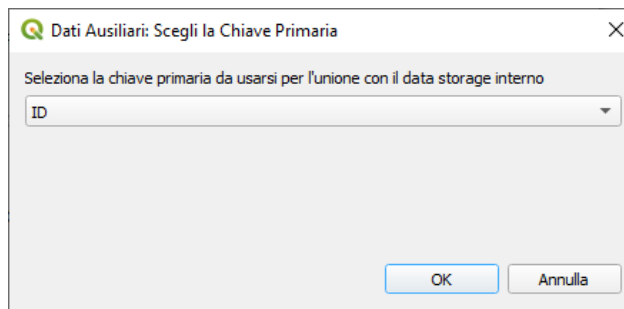 Dati Ausiliari: Scegli la Chiave Primaria
Seleziona la chiave primaria da usarsi per l'unione con il data storage interno
ID
OK
Annulla